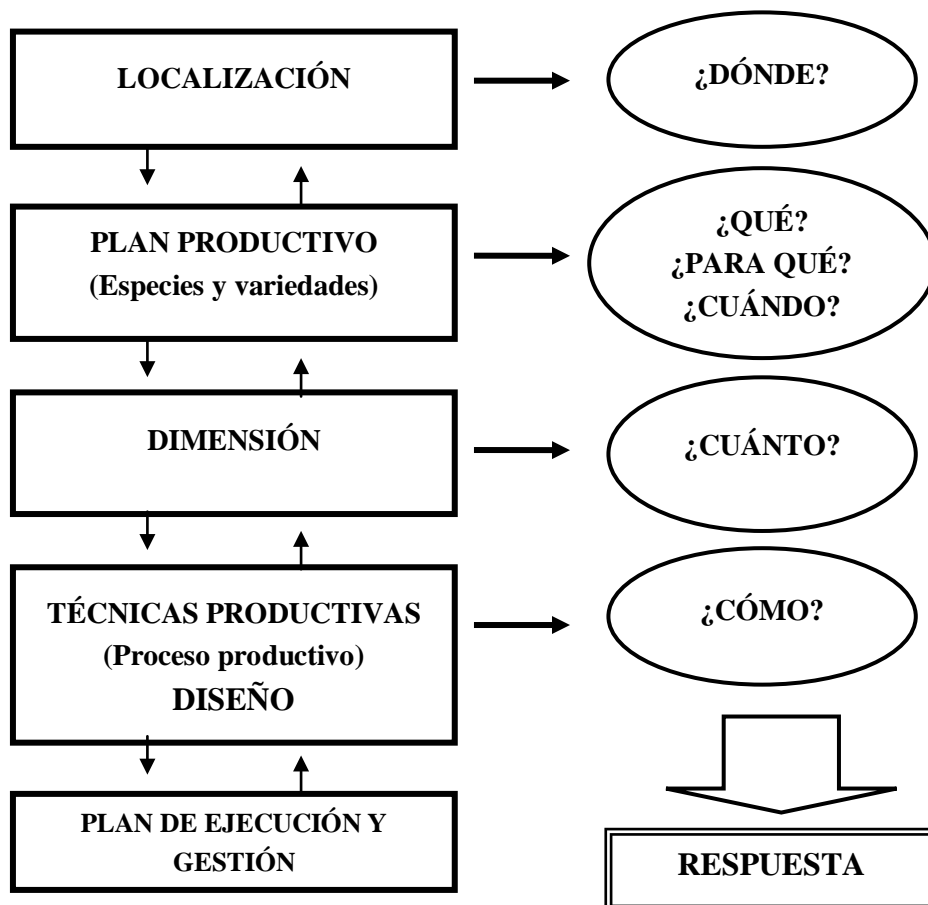 LOCALIZACIÓN
¿DÓNDE?
PLAN PRODUCTIVO
(Especies y variedades)
¿QUÉ?
¿PARA QUÉ?
¿CUÁNDO?
DIMENSIÓN
¿CUÁNTO?
TÉCNICAS PRODUCTIVAS
(Proceso productivo)
DISEÑO
¿CÓMO?
PLAN DE EJECUCIÓN Y
GESTIÓN
RESPUESTA